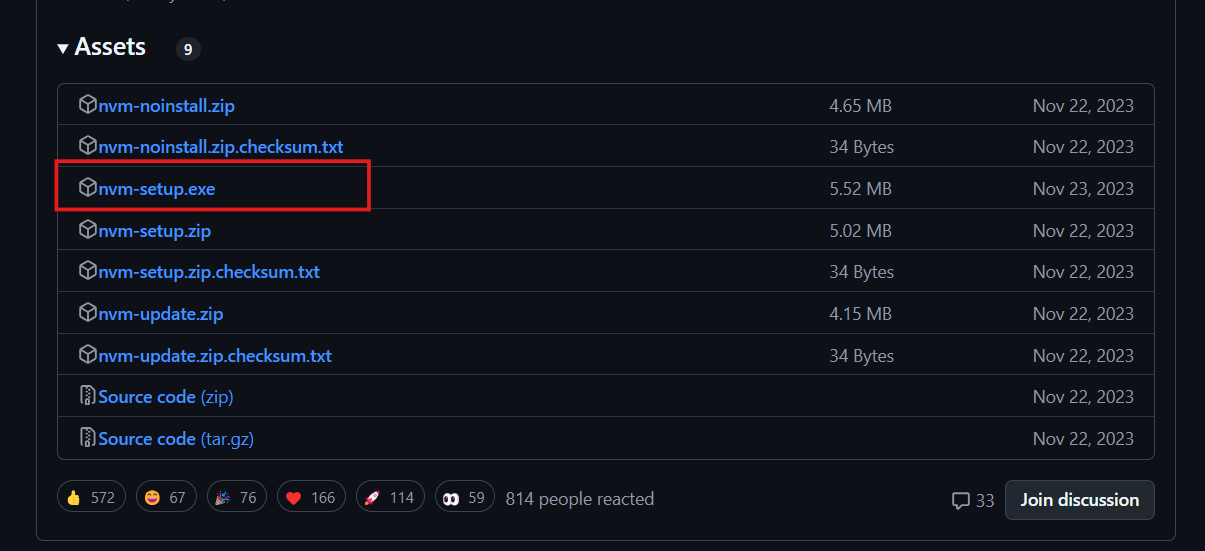 Assets 9
nvm-noinstall.zip 4.65 MB Nov 22, 2023
nvm-noinstall.zip.checksum.txt 34 Bytes Nov 22, 2023
nvm-setup.exe 5.52 MB Nov 23, 2023
nvm-setup.zip 5.02 MB Nov 22, 2023
nvm-setup.zip.checksum.txt 34 Bytes Nov 22, 2023
nvm-update.zip 4.15 MB Nov 22, 2023
nvm-update.zip.checksum.txt 34 Bytes Nov 22, 2023
Source code (zip) Nov 22, 2023
Source code (tar.gz) Nov 22, 2023
👍 572 😄 67 🎉 76 ❤️ 166 🚀 114 👀 59 814 people reacted 33 Join discussion